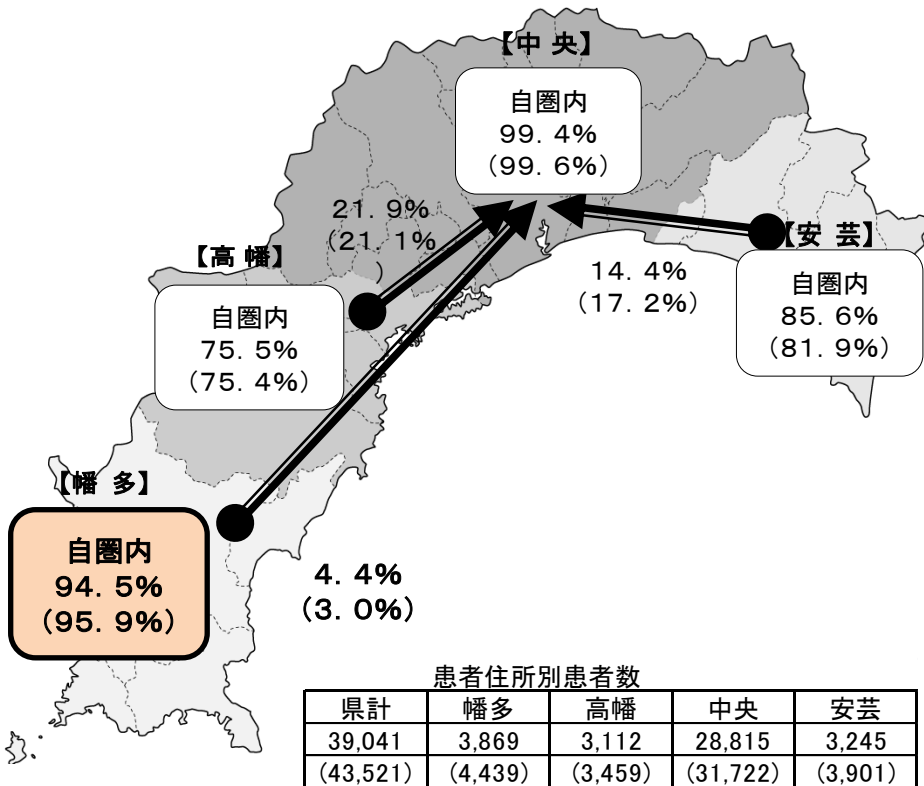 【中 央】
自圏内
99. 4%
(99. 6%)
21. 9%
(21. 1%
)
【高 幡】
自圏内
75. 5%
(75. 4%)
14. 4%
(17. 2%)
【安 芸】
自圏内
85. 6%
(81. 9%)
【幡 多】
自圏内
94. 5%
(95. 9%)
4. 4%
(3. 0%)
患者住所別患者数
県計 幡多 高幡 中央 安芸
39,041 3,869 3,112 28,815 3,245
(43,521) (4,439) (3,459) (31,722) (3,901)